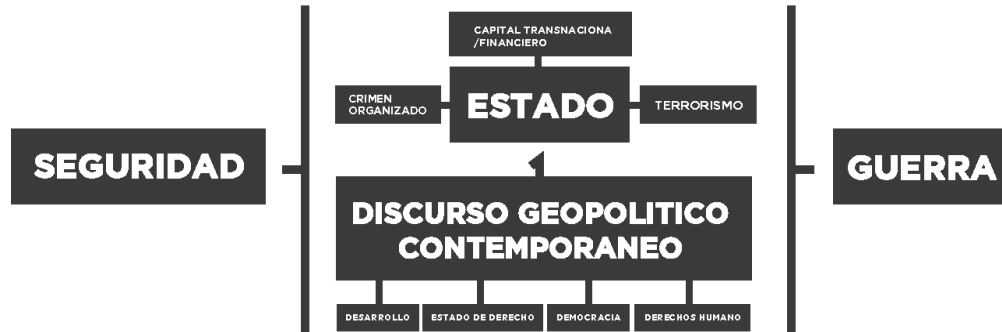 CAPITAL TRANSNACIONA
/FINANCIERO
CRIMEN
ORGANIZADO
ESTADO
TERRORISMO
SEGURIDAD
GUERRA
DISCURSO GEOPOLITICO
CONTEMPORANEO
DESARROLLO
ESTADO DE DERECHO
DEMOCRACIA
DERECHOS HUMANO